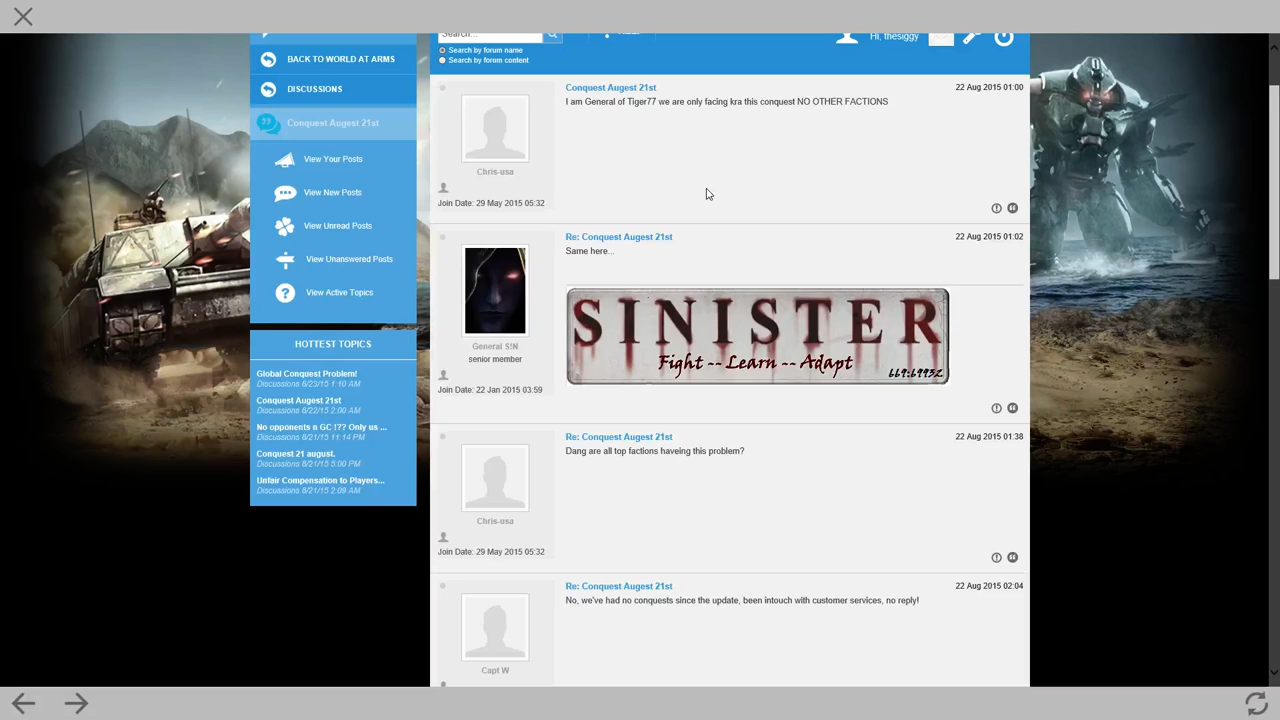 Search...
Hi, thesiggy
Search by forum name
Search by forum content
BACK TO WORLD AT ARMS
DISCUSSIONS
Conquest Augest 21st
View Your Posts
View New Posts
View Unread Posts
View Unanswered Posts
View Active Topics
HOTTEST TOPICS
Global Conquest Problem!
Discussions 8/23/15 1:10 AM
Conquest Augest 21st
Discussions 8/22/15 2:00 AM
No opponents n GC !?? Only us ...
Discussions 8/21/15 11:14 PM
Conquest 21 august.
Discussions 8/21/15 5:00 PM
Unfair Compensation to Players...
Discussions 8/21/15 2:09 AM
Conquest Augest 21st
22 Aug 2015 01:00
I am General of Tiger77 we are only facing kra this conquest NO OTHER FACTIONS
Chris-usa
Join Date: 29 May 2015 05:32
Re: Conquest Augest 21st
22 Aug 2015 01:02
Same here...
SINISTER
Fight -- Learn -- Adapt
669.69932
General S!N
senior member
Join Date: 22 Jan 2015 03:59
Re: Conquest Augest 21st
22 Aug 2015 01:38
Dang are all top factions haveing this problem?
Chris-usa
Join Date: 29 May 2015 05:32
Re: Conquest Augest 21st
22 Aug 2015 02:04
No, we've had no conquests since the update, been intouch with customer services, no reply!
Capt W